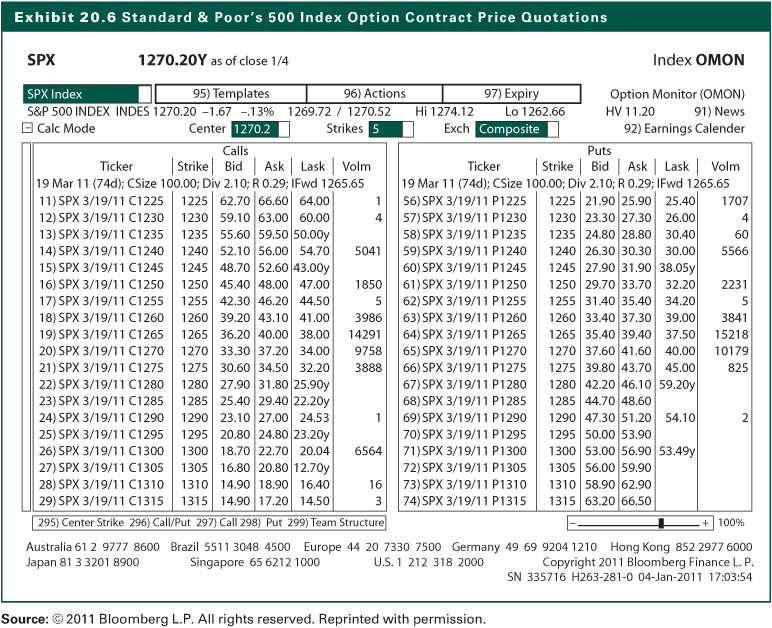 Exhibit 20.6 Standard & Poor's 500 Index Option Contract Price Quotations
SPX 1270.20Y as of close 1/4 Index OMON
SPX Index 95) Templates 96) Actions 97) Expiry Option Monitor (OMON)
S&P 500 INDEX INDES 1270.20 –1.67 –.13% 1269.72 / 1270.52 Hi 1274.12 Lo 1262.66 HV 11.20 91) News
– Calc Mode Center 1270.2 Strikes 5 Exch Composite 92) Earnings Calender
Calls
Ticker Strike Bid Ask Lask Volm
19 Mar 11 (74d); CSize 100.00; Div 2.10; R 0.29; IFwd 1265.65
11) SPX 3/19/11 C1225 1225 62.70 66.60 64.00 1
12) SPX 3/19/11 C1230 1230 59.10 63.00 60.00 4
13) SPX 3/19/11 C1235 1235 55.60 59.50 50.00y
14) SPX 3/19/11 C1240 1240 52.10 56.00 54.70 5041
15) SPX 3/19/11 C1245 1245 48.70 52.60 43.00y
16) SPX 3/19/11 C1250 1250 45.40 48.00 47.00 1850
17) SPX 3/19/11 C1255 1255 42.30 46.20 44.50 5
18) SPX 3/19/11 C1260 1260 39.20 43.10 41.00 3986
19) SPX 3/19/11 C1265 1265 36.20 40.00 38.00 14291
20) SPX 3/19/11 C1270 1270 33.30 37.20 34.00 9758
21) SPX 3/19/11 C1275 1275 30.60 34.50 32.20 3888
22) SPX 3/19/11 C1280 1280 27.90 31.80 25.90y
23) SPX 3/19/11 C1285 1285 25.40 29.40 22.20y
24) SPX 3/19/11 C1290 1290 23.10 27.00 24.53 1
25) SPX 3/19/11 C1295 1295 20.80 24.80 23.20y
26) SPX 3/19/11 C1300 1300 18.70 22.70 20.04 6564
27) SPX 3/19/11 C1305 1305 16.80 20.80 12.70y
28) SPX 3/19/11 C1310 1310 14.90 18.90 16.40 16
29) SPX 3/19/11 C1315 1315 14.90 17.20 14.50 3
Puts
Ticker Strike Bid Ask Lask Volm
19 Mar 11 (74d); CSize 100.00; Div 2.10; R 0.29; IFwd 1265.65
56) SPX 3/19/11 P1225 1225 21.90 25.90 25.40 1707
57) SPX 3/19/11 P1230 1230 23.30 27.30 26.00 4
58) SPX 3/19/11 P1235 1235 24.80 28.80 30.40 60
59) SPX 3/19/11 P1240 1240 26.30 30.30 30.00 5566
60) SPX 3/19/11 P1245 1245 27.90 31.90 38.05y
61) SPX 3/19/11 P1250 1250 29.70 33.70 32.20 2231
62) SPX 3/19/11 P1255 1255 31.40 35.40 34.20 5
63) SPX 3/19/11 P1260 1260 33.40 37.30 39.00 3841
64) SPX 3/19/11 P1265 1265 35.40 39.40 37.50 15218
65) SPX 3/19/11 P1270 1270 37.60 41.60 40.00 10179
66) SPX 3/19/11 P1275 1275 39.80 43.70 45.00 825
67) SPX 3/19/11 P1280 1280 42.20 46.10 59.20y
68) SPX 3/19/11 P1285 1285 44.70 48.60
69) SPX 3/19/11 P1290 1290 47.30 51.20 54.10 2
70) SPX 3/19/11 P1295 1295 50.00 53.90
71) SPX 3/19/11 P1300 1300 53.00 56.90 53.49y
72) SPX 3/19/11 P1305 1305 56.00 59.90
73) SPX 3/19/11 P1310 1310 58.90 62.90
74) SPX 3/19/11 P1315 1315 63.20 66.50
295) Center Strike 296) Call/Put 297) Call 298) Put 299) Team Structure – + 100%
Australia 61 2 9777 8600 Brazil 5511 3048 4500 Europe 44 20 7330 7500 Germany 49 69 9204 1210 Hong Kong 852 2977 6000
Japan 81 3 3201 8900 Singapore 65 6212 1000 U.S. 1 212 318 2000 Copyright 2011 Bloomberg Finance L. P.
SN 335716 H263-281-0 04-Jan-2011 17:03:54
Source: © 2011 Bloomberg L.P. All rights reserved. Reprinted with permission.